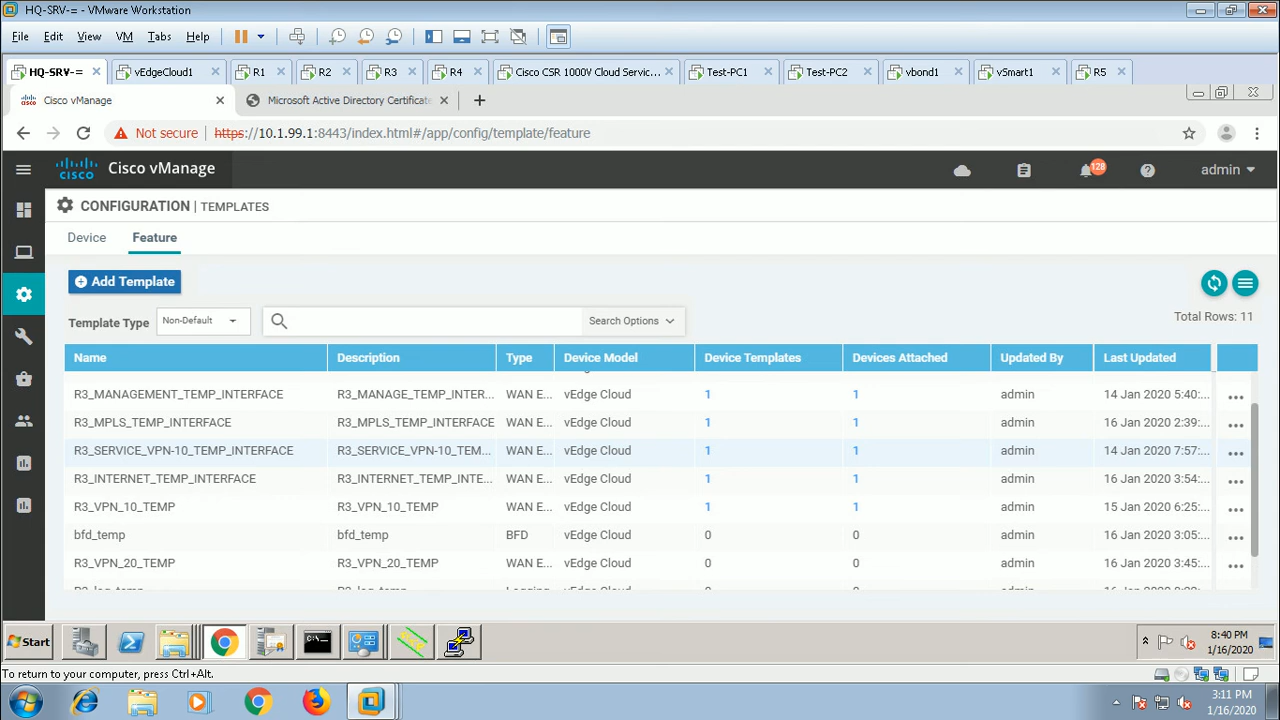 HQ-SRV-= - VMware Workstation
File Edit View VM Tabs Help
HQ-SRV-= vEdgeCloud1 R1 R2 R3 R4 Cisco CSR 1000V Cloud Servic... Test-PC1 Test-PC2 vbond1 vSmart1 R5
Cisco vManage Microsoft Active Directory Certificate
Not secure https://10.1.99.1:8443/index.html#/app/config/template/feature
cisco Cisco vManage 128 admin
CONFIGURATION | TEMPLATES
Device Feature
Add Template
Template Type Non-Default Search Options Total Rows: 11
Name Description Type Device Model Device Templates Devices Attached Updated By Last Updated
R3_MANAGEMENT_TEMP_INTERFACE R3_MANAGE_TEMP_INTER... WAN E... vEdge Cloud 1 1 admin 14 Jan 2020 5:40:...
R3_MPLS_TEMP_INTERFACE R3_MPLS_TEMP_INTERFACE WAN E... vEdge Cloud 1 1 admin 16 Jan 2020 2:39:...
R3_SERVICE_VPN-10_TEMP_INTERFACE R3_SERVICE_VPN-10_TEM... WAN E... vEdge Cloud 1 1 admin 14 Jan 2020 7:57:...
R3_INTERNET_TEMP_INTERFACE R3_INTERNET_TEMP_INTE... WAN E... vEdge Cloud 1 1 admin 16 Jan 2020 3:54:...
R3_VPN_10_TEMP R3_VPN_10_TEMP WAN E... vEdge Cloud 1 1 admin 15 Jan 2020 6:25:...
bfd_temp bfd_temp BFD vEdge Cloud 0 0 admin 16 Jan 2020 3:05:...
R3_VPN_20_TEMP R3_VPN_20_TEMP WAN E... vEdge Cloud 0 0 admin 16 Jan 2020 3:45:...
Start 8:40 PM
1/16/2020
To return to your computer, press Ctrl+Alt.
3:11 PM
1/16/2020